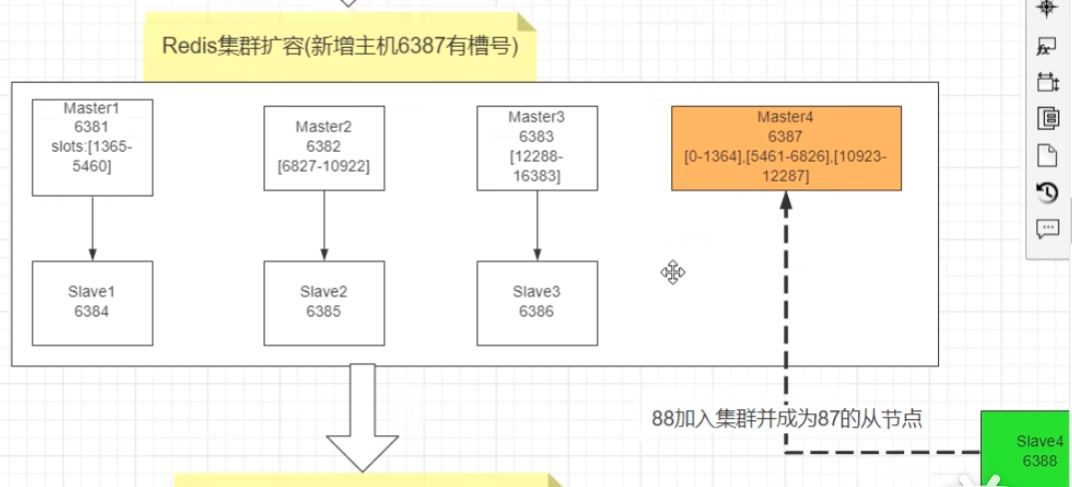 Redis集群扩容(新增主机6387有槽号)
Master1
6381
slots:[1365-
5460]
Master2
6382
[6827-10922]
Master3
6383
[12288-
16383]
Master4
6387
[0-1364],[5461-6826],[10923-
12287]
Slave1
6384
Slave2
6385
Slave3
6386
88加入集群并成为87的从节点
Slave4
6388